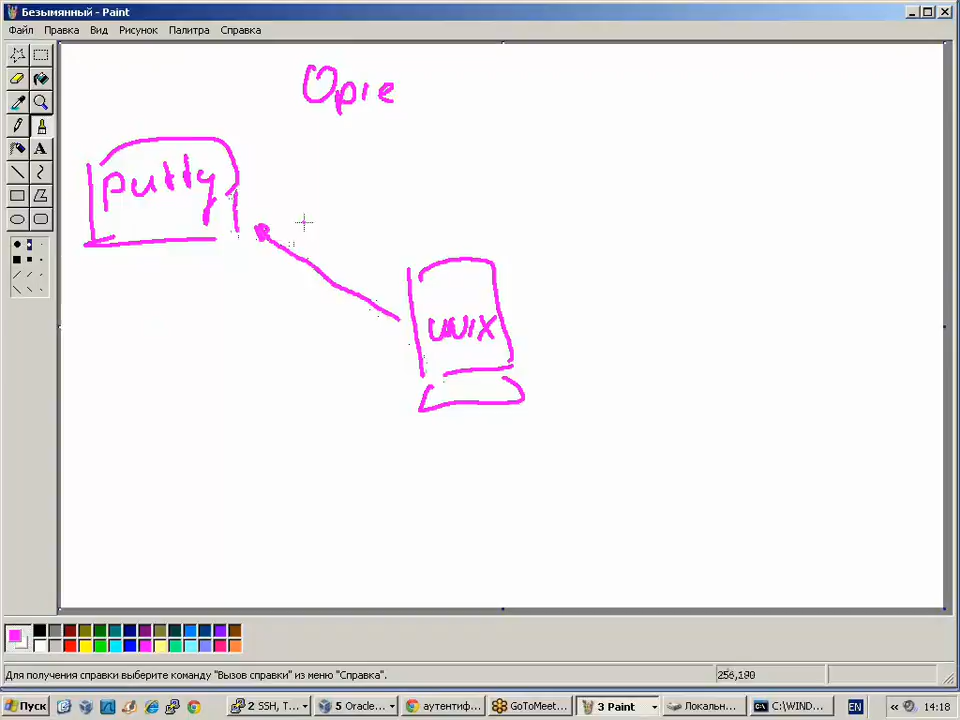 Безымянный - Paint
Файл Правка Вид Рисунок Палитра Справка
Opie
putty
UNIX
Для получения справки выберите команду "Вызов справки" из меню "Справка".
256,190
Пуск 2 SSH, T... 5 Oracle... аутентиф... GoToMeet... 3 Paint Локальн... C:\WIND... EN « 14:18